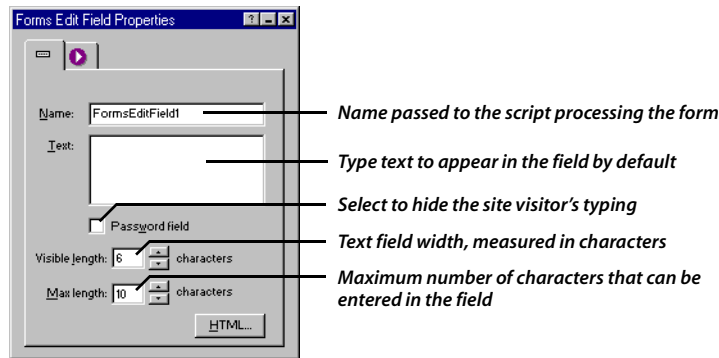 Forms Edit Field Properties
Name: FormsEditField1
Name passed to the script processing the form
Text:
Type text to appear in the field by default
Password field
Select to hide the site visitor's typing
Visible length: 6 characters
Text field width, measured in characters
Max length: 10 characters
Maximum number of characters that can be
entered in the field
HTML...